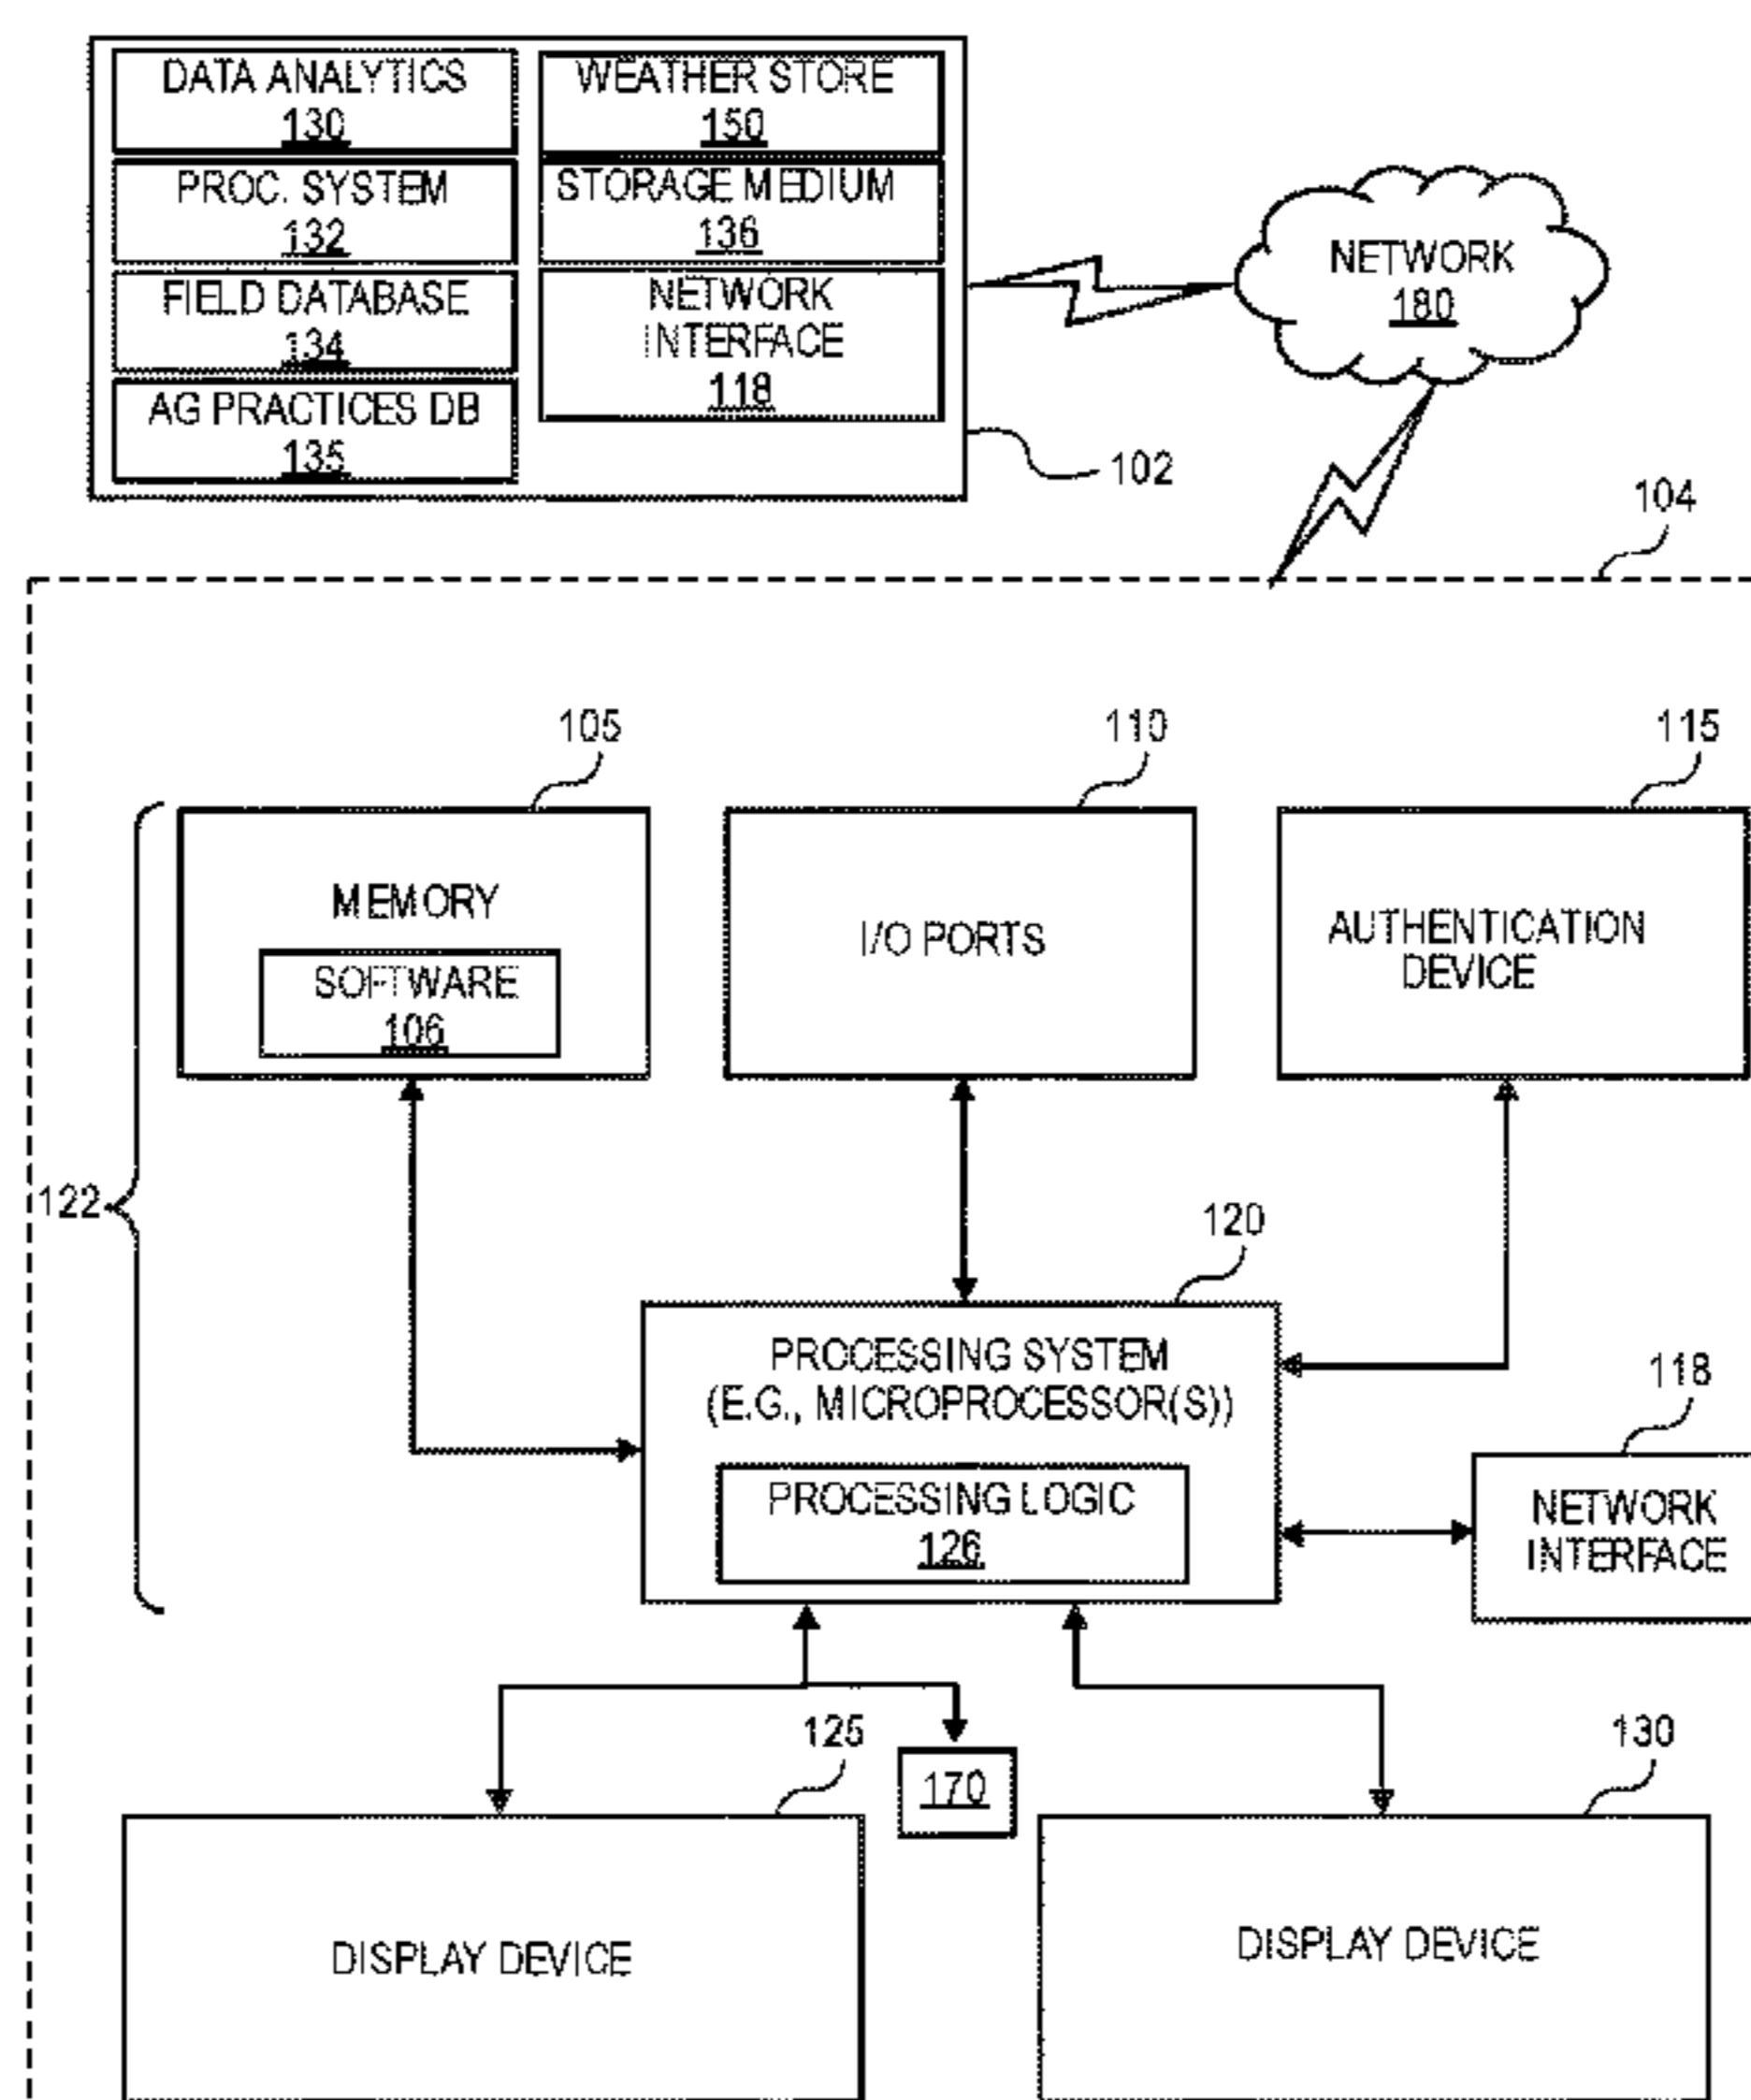 DATA ANALYTICS
130
PROC. SYSTEM
132
FIELD DATABASE
134
AG PRACTICES DB
135
WEATHER STORE
150
STORAGE MEDIUM
136
NETWORK
INTERFACE
118
102
NETWORK
180
104
105
110
115
MEMORY
SOFTWARE
106
I/O PORTS
AUTHENTICATION
DEVICE
122
120
PROCESSING SYSTEM
(E.G., MICROPROCESSOR(S))
PROCESSING LOGIC
126
118
NETWORK
INTERFACE
125
170
130
DISPLAY DEVICE
DISPLAY DEVICE